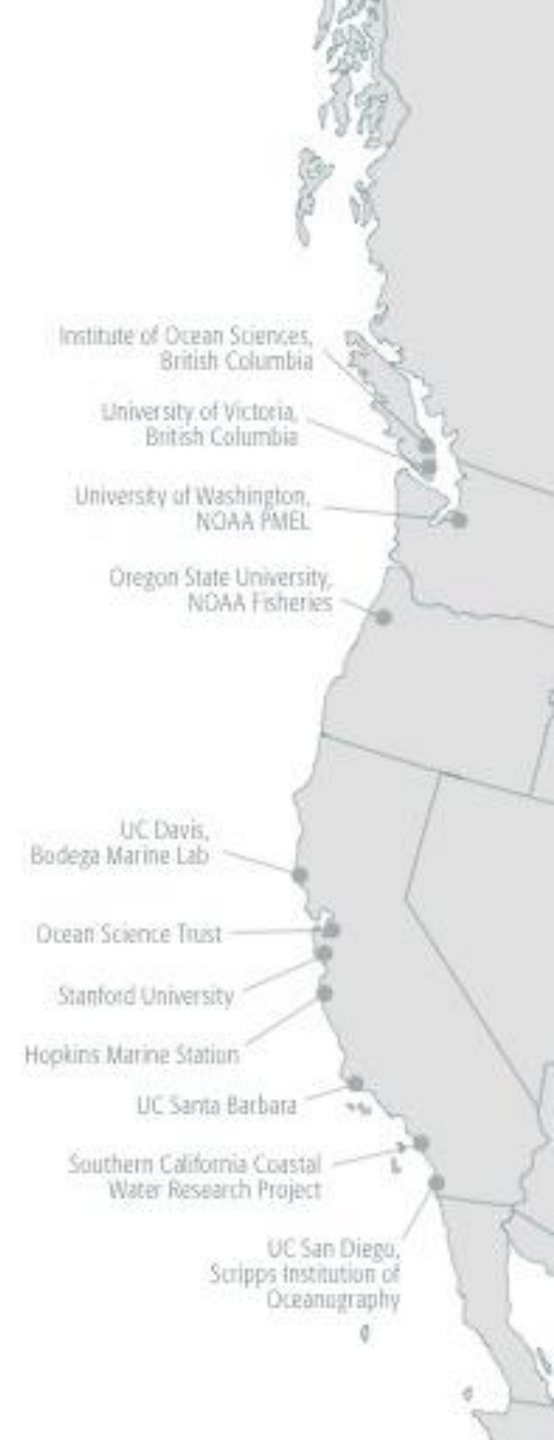 Institute of Ocean Sciences,
British Columbia
University of Victoria,
British Columbia
University of Washington,
NOAA PMEL
Oregon State University,
NOAA Fisheries
UC Davis,
Bodega Marine Lab
Ocean Science Trust
Stanford University
Hopkins Marine Station
UC Santa Barbara
Southern California Coastal
Water Research Project
UC San Diego,
Scripps Institution of
Oceanography